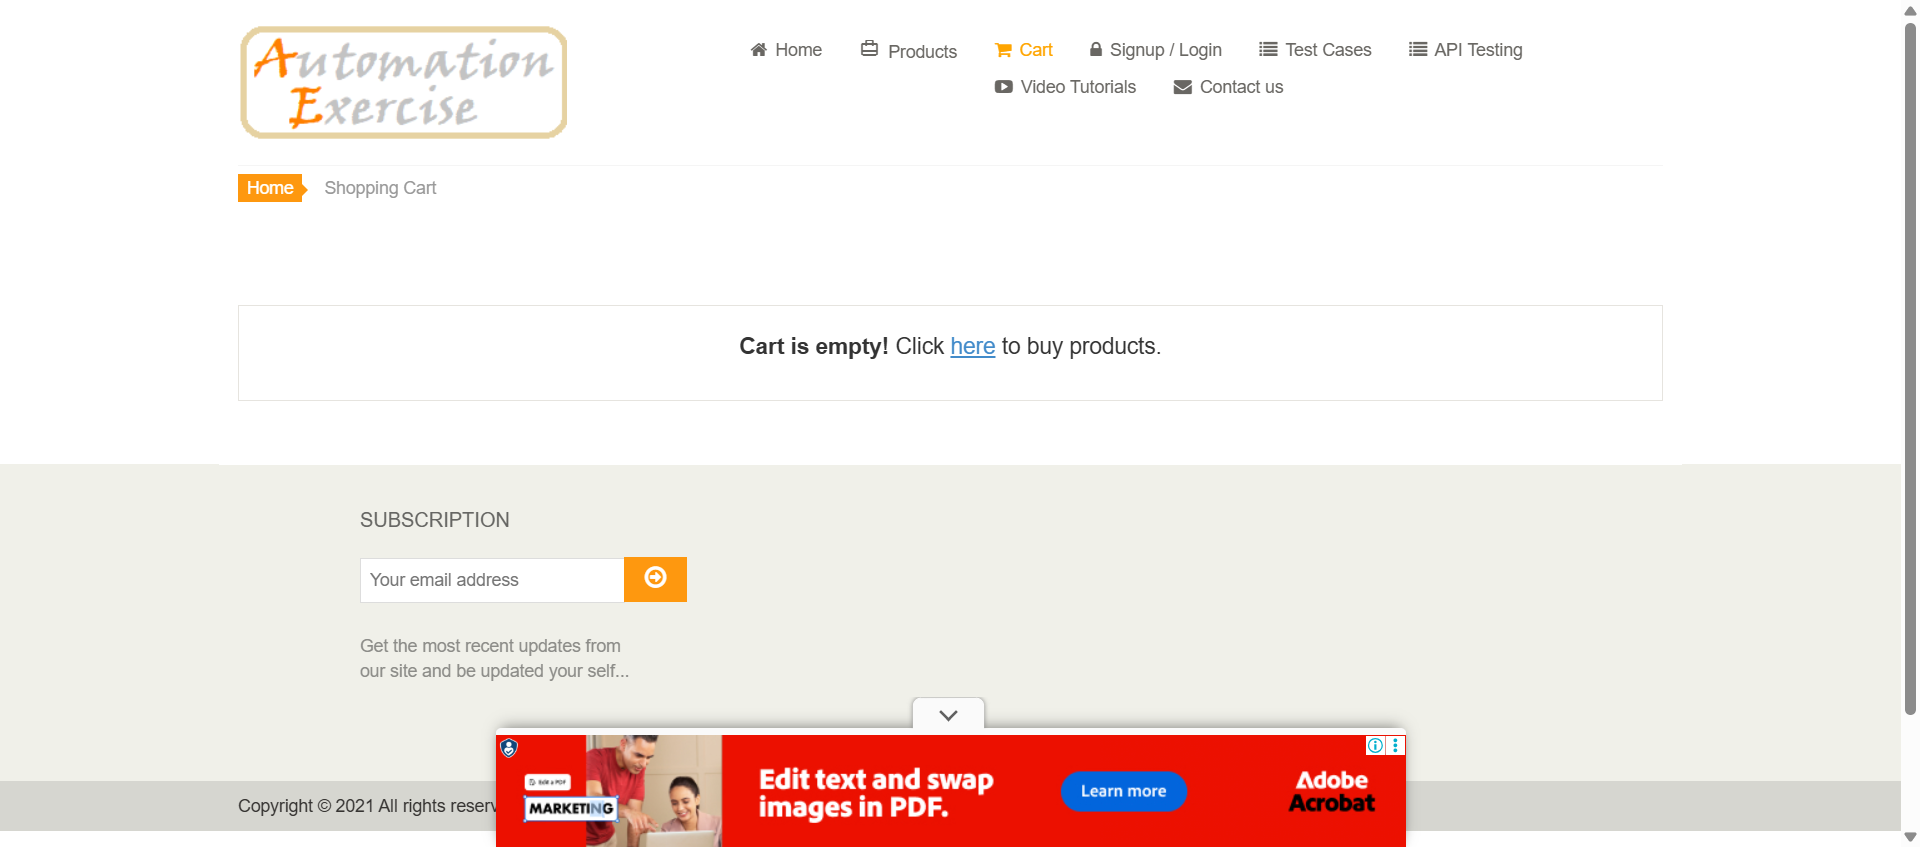 Automation
Exercise
Home
Products
Cart
Signup / Login
Test Cases
API Testing
Video Tutorials
Contact us
Home
Shopping Cart
Cart is empty! Click here to buy products.
SUBSCRIPTION
Your email address
Get the most recent updates from
our site and be updated your self...
Copyright © 2021 All rights reserv
Edit a PDF
MARKETING
Edit text and swap
images in PDF.
Learn more
Adobe
Acrobat